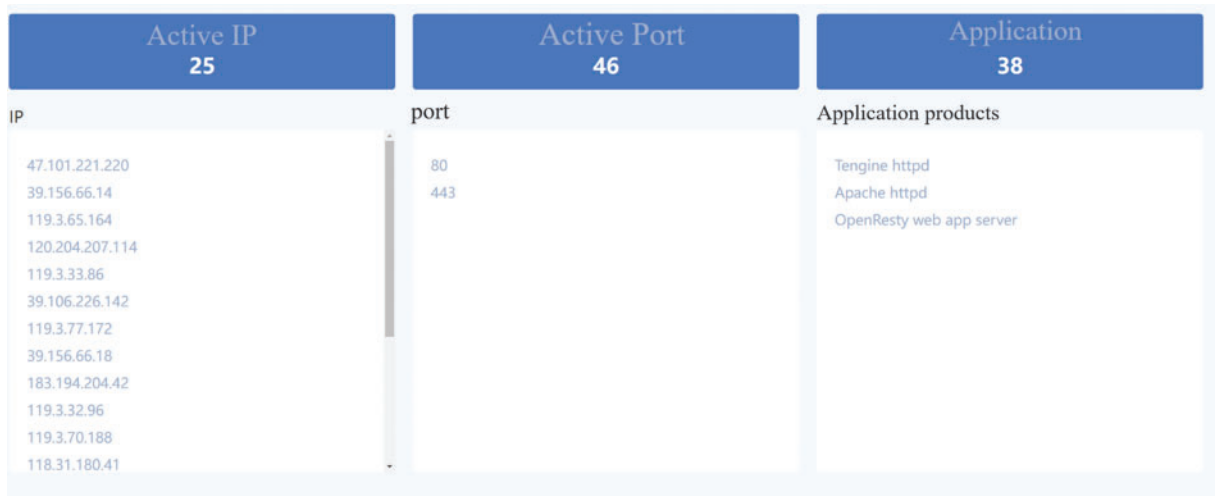 Active IP
25
Active Port
46
Application
38
IP
port
Application products
47.101.221.220
39.156.66.14
119.3.65.164
120.204.207.114
119.3.33.86
39.106.226.142
119.3.77.172
39.156.66.18
183.194.204.42
119.3.32.96
119.3.70.188
118.31.180.41
80
443
Tengine httpd
Apache httpd
OpenResty web app server